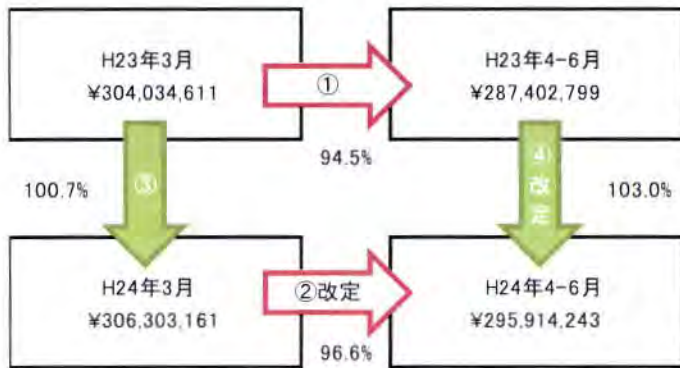 H23年3月
¥304,034,611
①
H23年4-6月
¥287,402,799
94.5%
100.7%
③
④
改
定
103.0%
H24年3月
¥306,303,161
②改定
H24年4-6月
¥295,914,243
96.6%